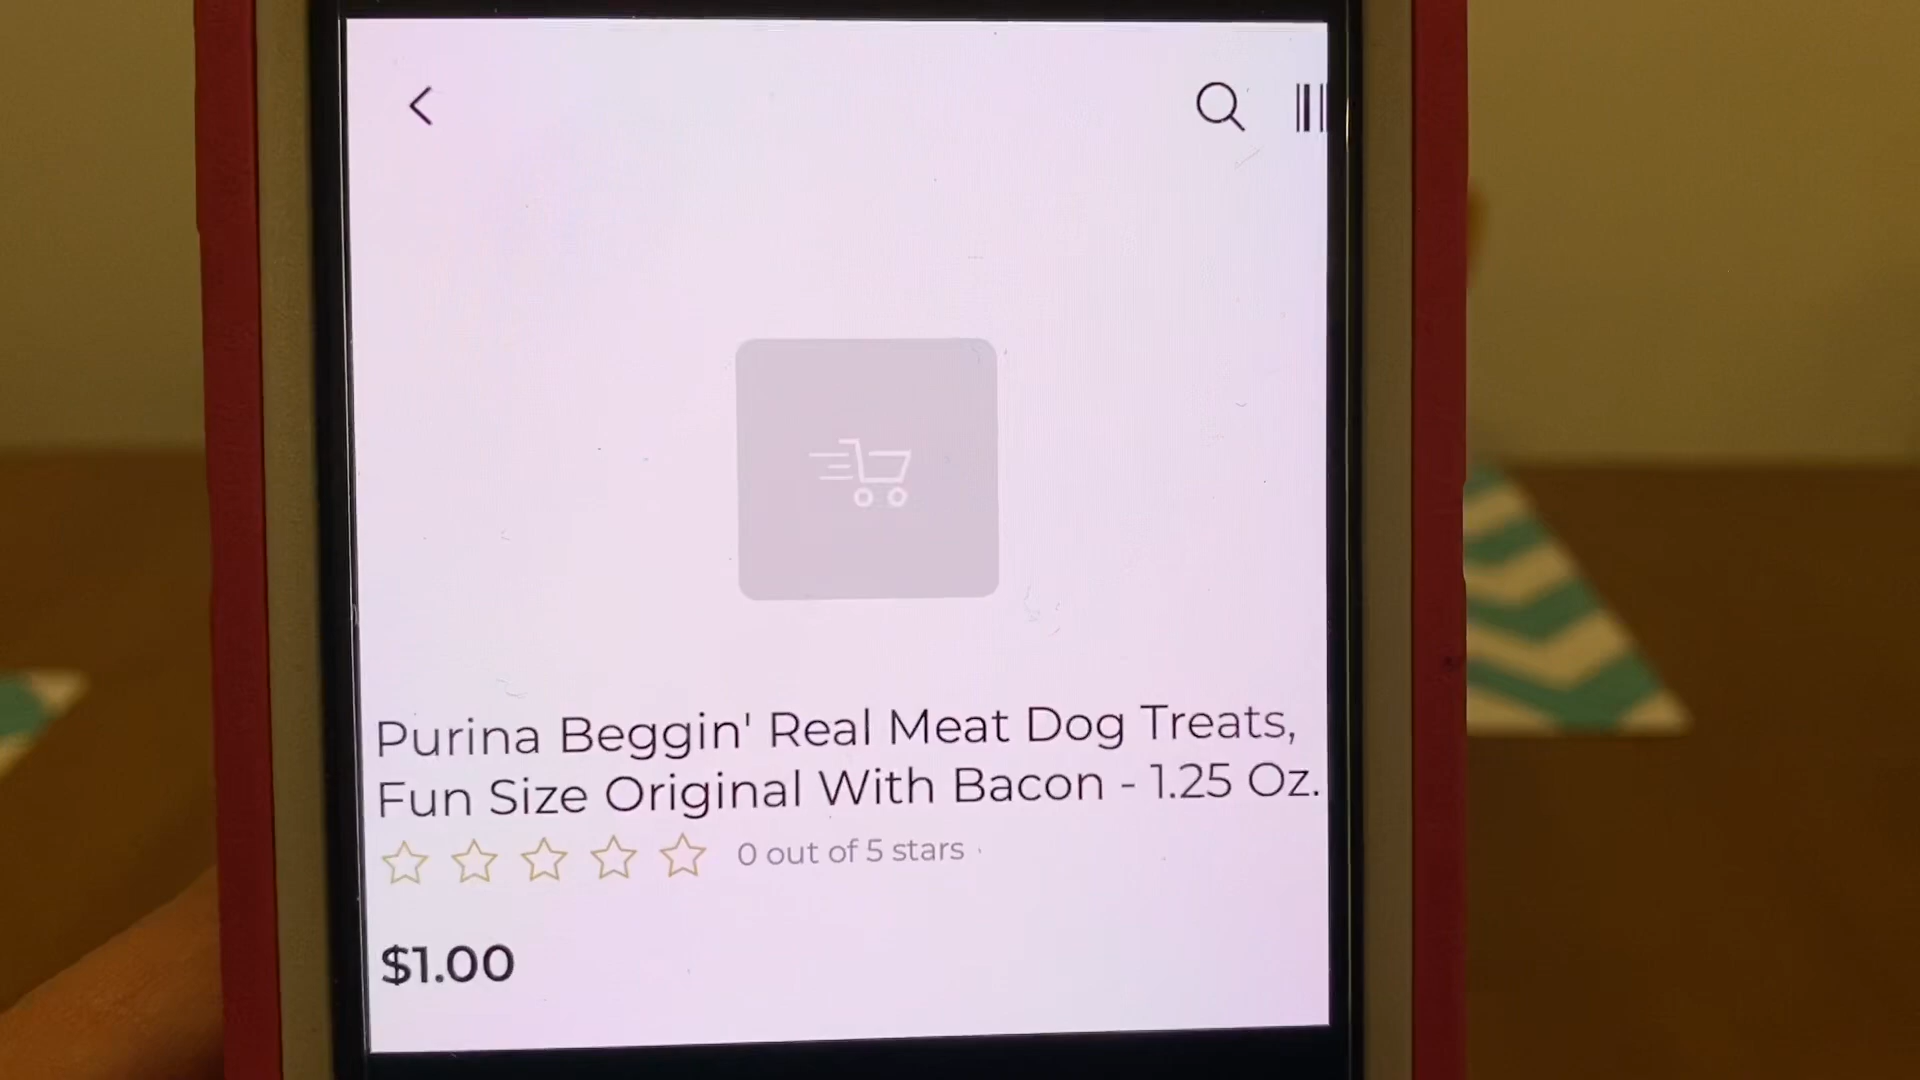 Purina Beggin' Real Meat Dog Treats,
Fun Size Original With Bacon - 1.25 Oz.
0 out of 5 stars
$1.00